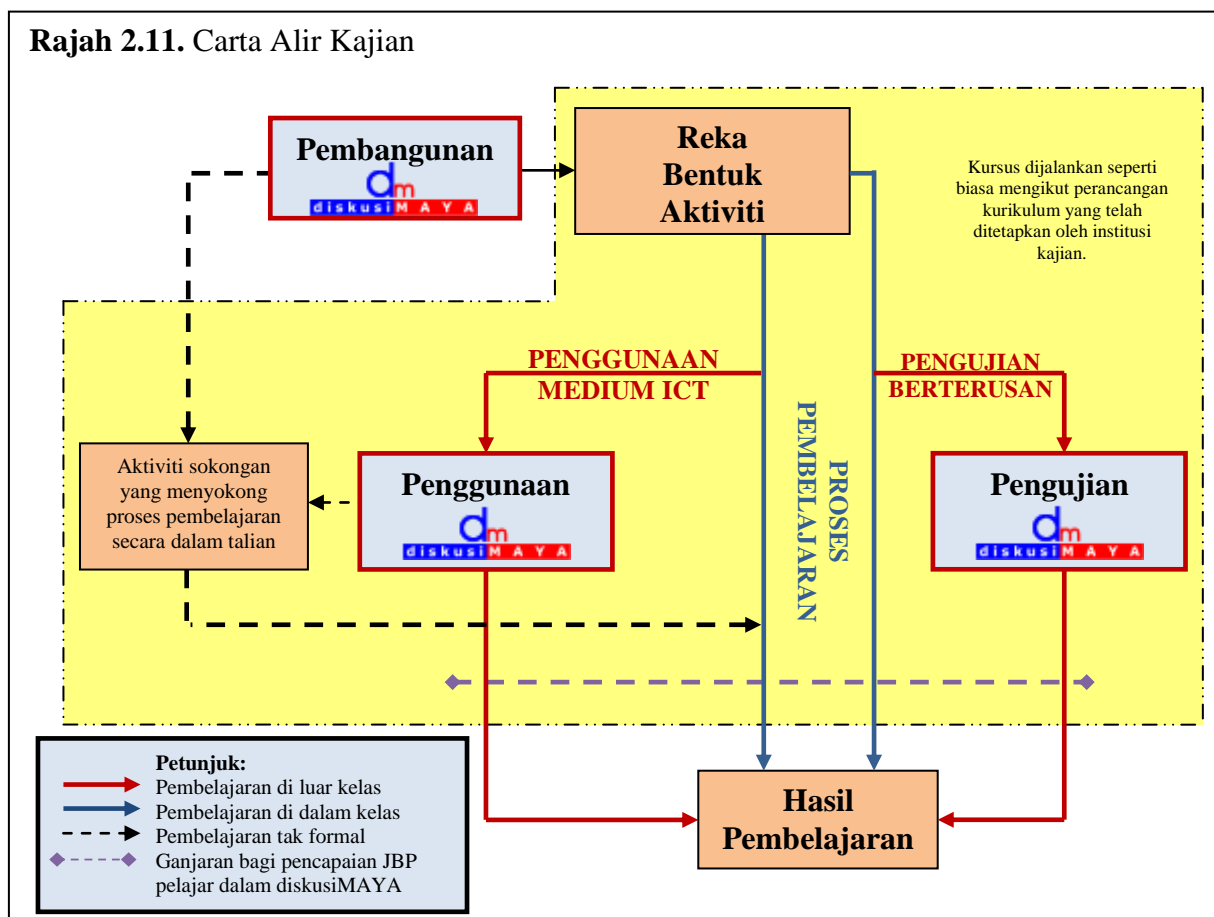 Rajah 2.11. Carta Alir Kajian
Pembangunan
dm
diskusiMAYA
Reka
Bentuk
Aktiviti
Kursus dijalankan seperti
biasa mengikut perancangan
kurikulum yang telah
ditetapkan oleh institusi
kajian.
PENGGUNAAN
MEDIUM ICT
PENGUJIAN
BERTERUSAN
Aktiviti sokongan
yang menyokong
proses pembelajaran
secara dalam talian
Penggunaan
dm
diskusiMAYA
PROSES
PEMBELAJARAN
Pengujian
dm
diskusiMAYA
Petunjuk:
Pembelajaran di luar kelas
Pembelajaran di dalam kelas
Pembelajaran tak formal
Ganjaran bagi pencapaian JBP
pelajar dalam diskusiMAYA
Hasil
Pembelajaran